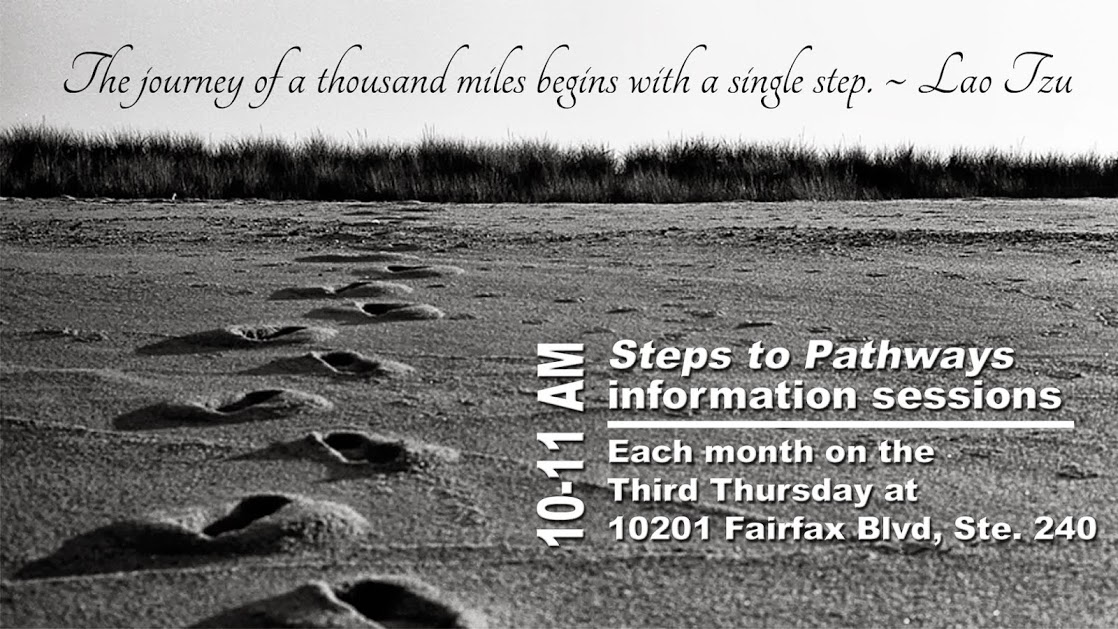 The journey of a thousand miles begins with a single step. ~ Lao Tzu
10-11 AM
Steps to Pathways
information sessions
Each month on the
Third Thursday at
10201 Fairfax Blvd, Ste. 240